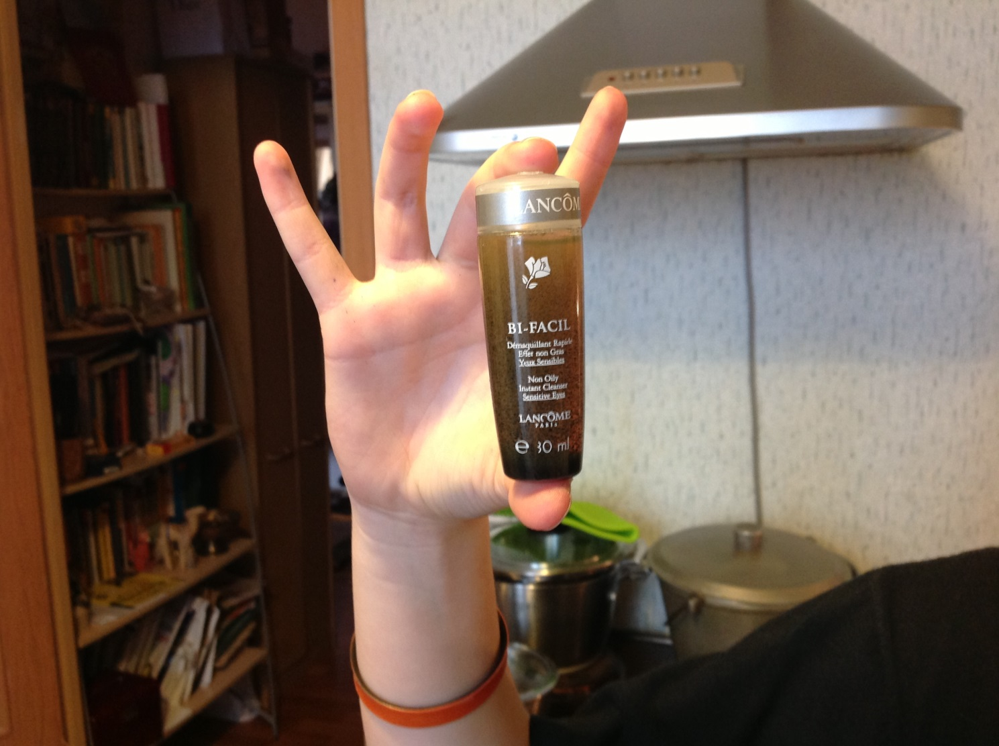 LANCÔM
BI-FACIL
Démaquillant Rapide
Effet non Gras
Yeux Sensibles
Non Oily
Instant Cleanser
Sensitive Eyes
LANCÔME
PARIS
e 30 ml